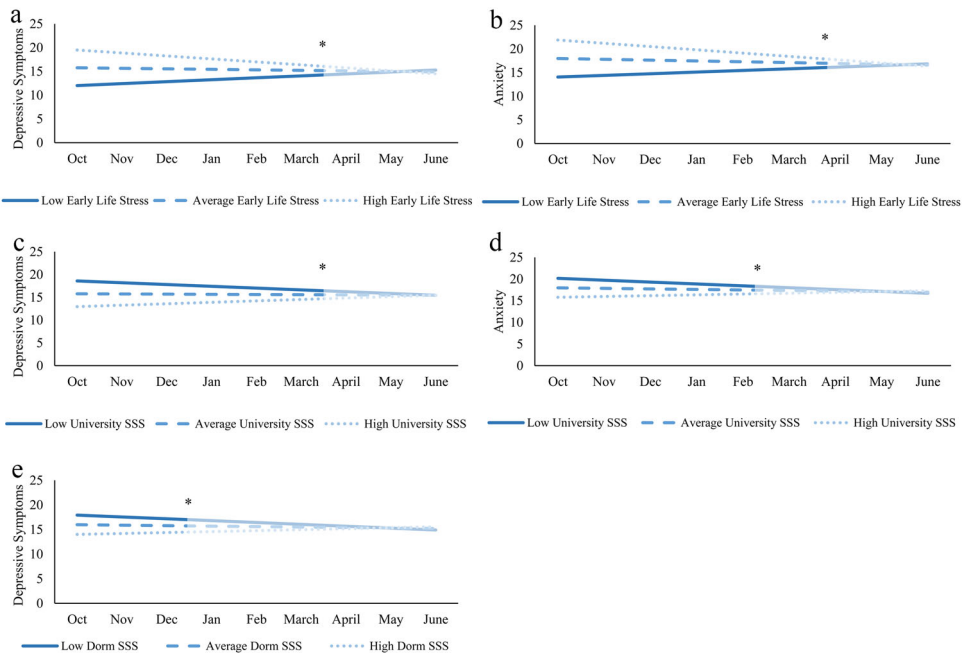 a
Depressive Symptoms
25
20
15
10
5
0
*
Oct Nov Dec Jan Feb March April May June
Low Early Life Stress Average Early Life Stress High Early Life Stress
b
Anxiety
25
20
15
10
5
0
*
Oct Nov Dec Jan Feb March April May June
Low Early Life Stress Average Early Life Stress High Early Life Stress
c
Depressive Symptoms
25
20
15
10
5
0
*
Oct Nov Dec Jan Feb March April May June
Low University SSS Average University SSS High University SSS
d
Anxiety
25
20
15
10
5
0
*
Oct Nov Dec Jan Feb March April May June
Low University SSS Average University SSS High University SSS
e
Depressive Symptoms
25
20
15
10
5
0
*
Oct Nov Dec Jan Feb March April May June
Low Dorm SSS Average Dorm SSS High Dorm SSS